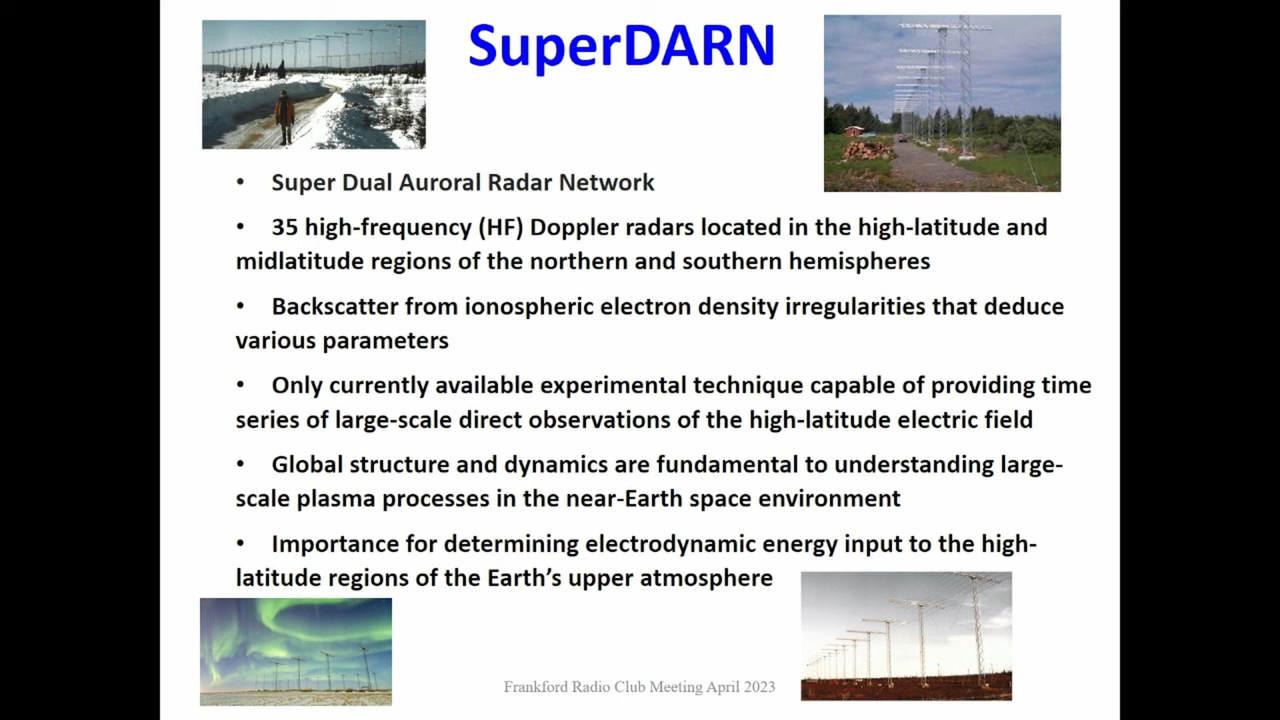 SuperDARN
• Super Dual Auroral Radar Network
• 35 high-frequency (HF) Doppler radars located in the high-latitude and
midlatitude regions of the northern and southern hemispheres
• Backscatter from ionospheric electron density irregularities that deduce
various parameters
• Only currently available experimental technique capable of providing time
series of large-scale direct observations of the high-latitude electric field
• Global structure and dynamics are fundamental to understanding large-
scale plasma processes in the near-Earth space environment
• Importance for determining electrodynamic energy input to the high-
latitude regions of the Earth’s upper atmosphere
Frankford Radio Club Meeting April 2023